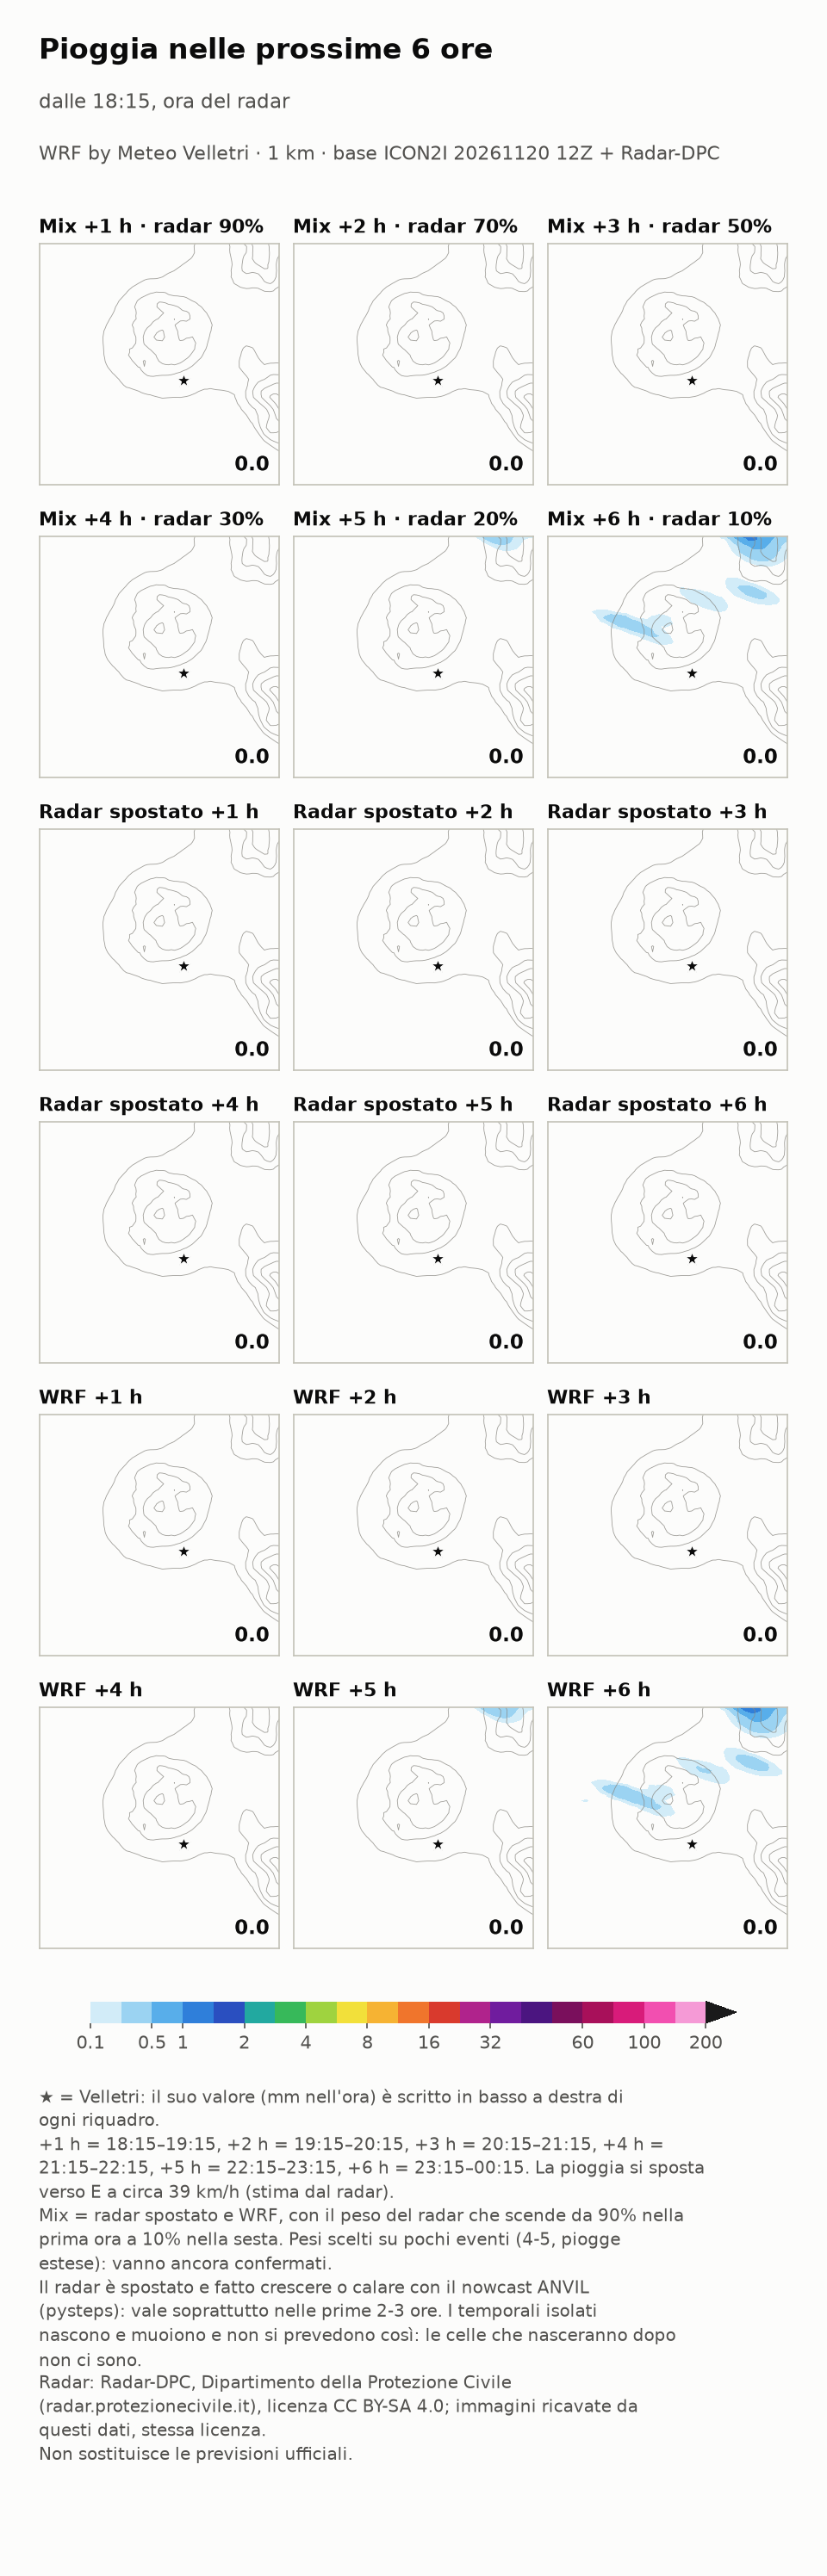 Pioggia nelle prossime 6 ore
dalle 18:15, ora del radar
WRF by Meteo Velletri · 1 km · base ICON2I 20261120 12Z + Radar-DPC
Mix +1 h · radar 90%
Mix +2 h · radar 70%
Mix +3 h · radar 50%
0.0
0.0
0.0
Mix +4 h · radar 30%
Mix +5 h · radar 20%
Mix +6 h · radar 10%
0.0
0.0
0.0
Radar spostato +1 h
Radar spostato +2 h
Radar spostato +3 h
0.0
0.0
0.0
Radar spostato +4 h
Radar spostato +5 h
Radar spostato +6 h
0.0
0.0
0.0
WRF +1 h
WRF +2 h
WRF +3 h
0.0
0.0
0.0
WRF +4 h
WRF +5 h
WRF +6 h
0.0
0.0
0.0
0.1 0.5 1 2 4 8 16 32 60 100 200
★ = Velletri: il suo valore (mm nell'ora) è scritto in basso a destra di
ogni riquadro.
+1 h = 18:15–19:15, +2 h = 19:15–20:15, +3 h = 20:15–21:15, +4 h =
21:15–22:15, +5 h = 22:15–23:15, +6 h = 23:15–00:15. La pioggia si sposta
verso E a circa 39 km/h (stima dal radar).
Mix = radar spostato e WRF, con il peso del radar che scende da 90% nella
prima ora a 10% nella sesta. Pesi scelti su pochi eventi (4-5, piogge
estese): vanno ancora confermati.
Il radar è spostato e fatto crescere o calare con il nowcast ANVIL
(pysteps): vale soprattutto nelle prime 2-3 ore. I temporali isolati
nascono e muoiono e non si prevedono così: le celle che nasceranno dopo
non ci sono.
Radar: Radar-DPC, Dipartimento della Protezione Civile
(radar.protezionecivile.it), licenza CC BY-SA 4.0; immagini ricavate da
questi dati, stessa licenza.
Non sostituisce le previsioni ufficiali.